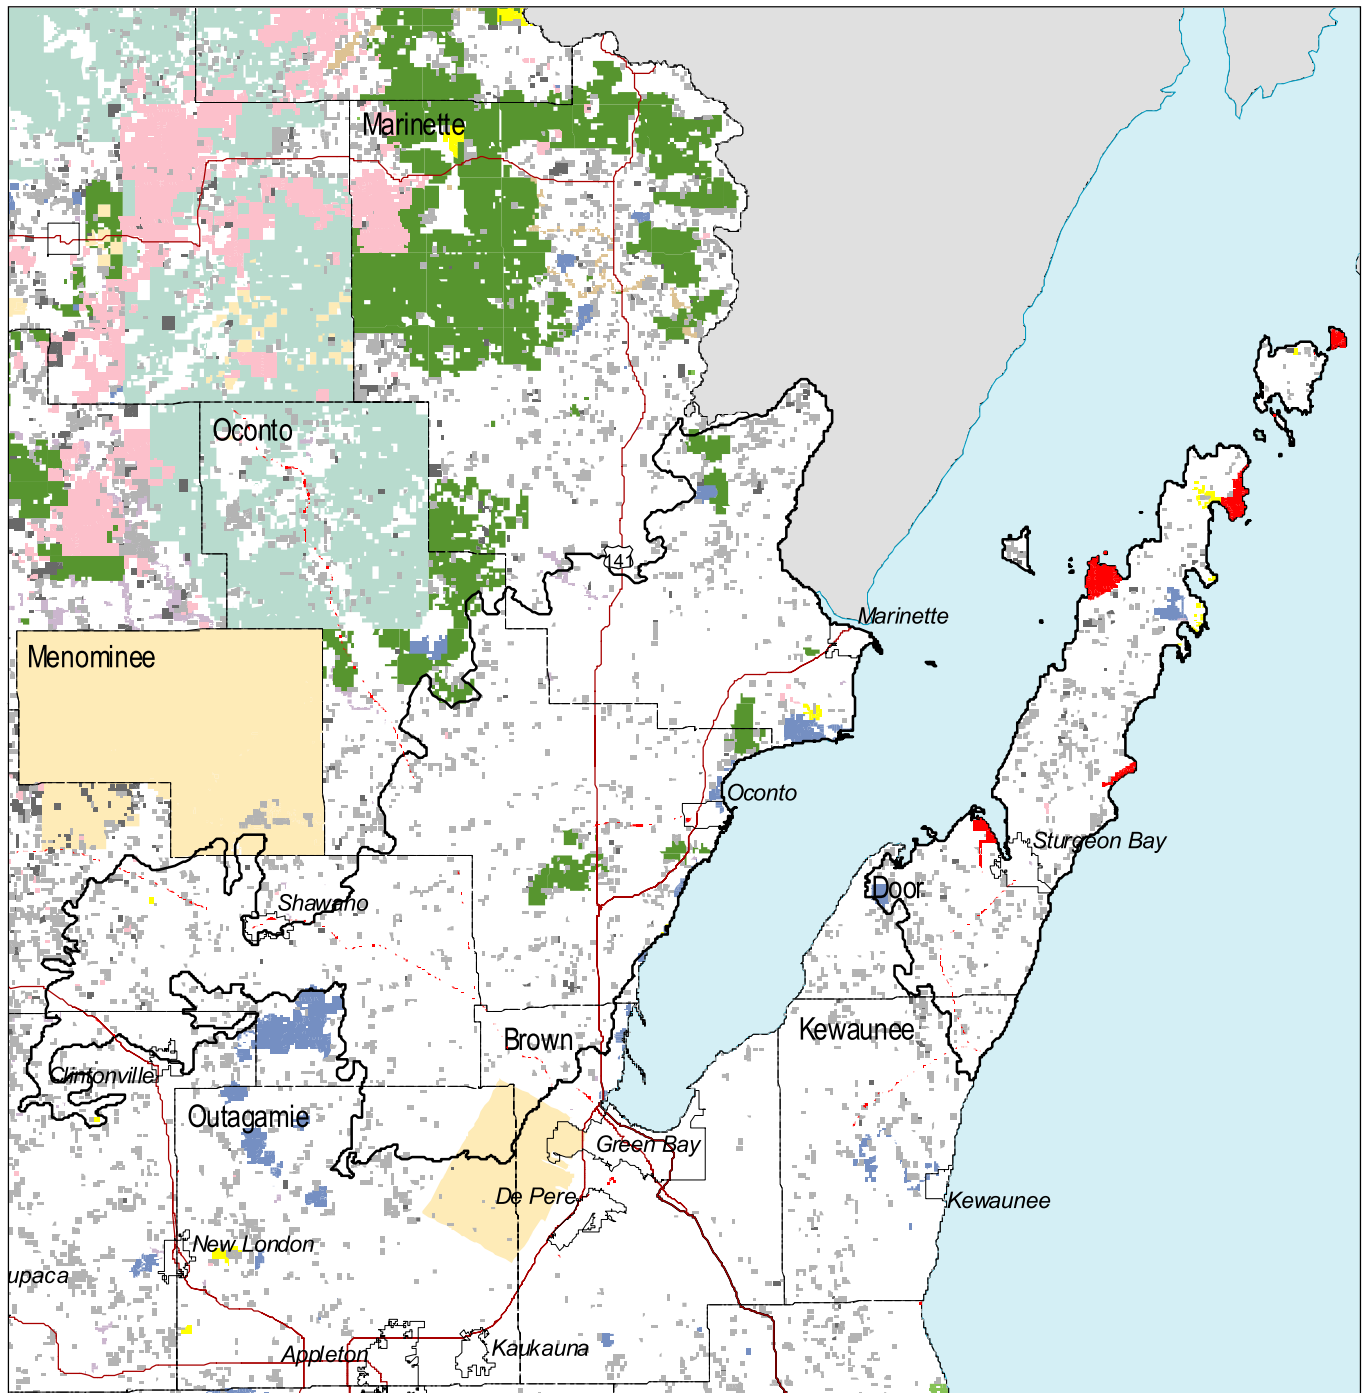 Marinette
Oconto
141
Marinette
Menominee
Oconto
Sturgeon Bay
Door
Shawano
Kewaunee
Brown
Clintonville
Outagamie
Green Bay
De Pere
Kewaunee
New London
upaca
Kaukauna
Appleton